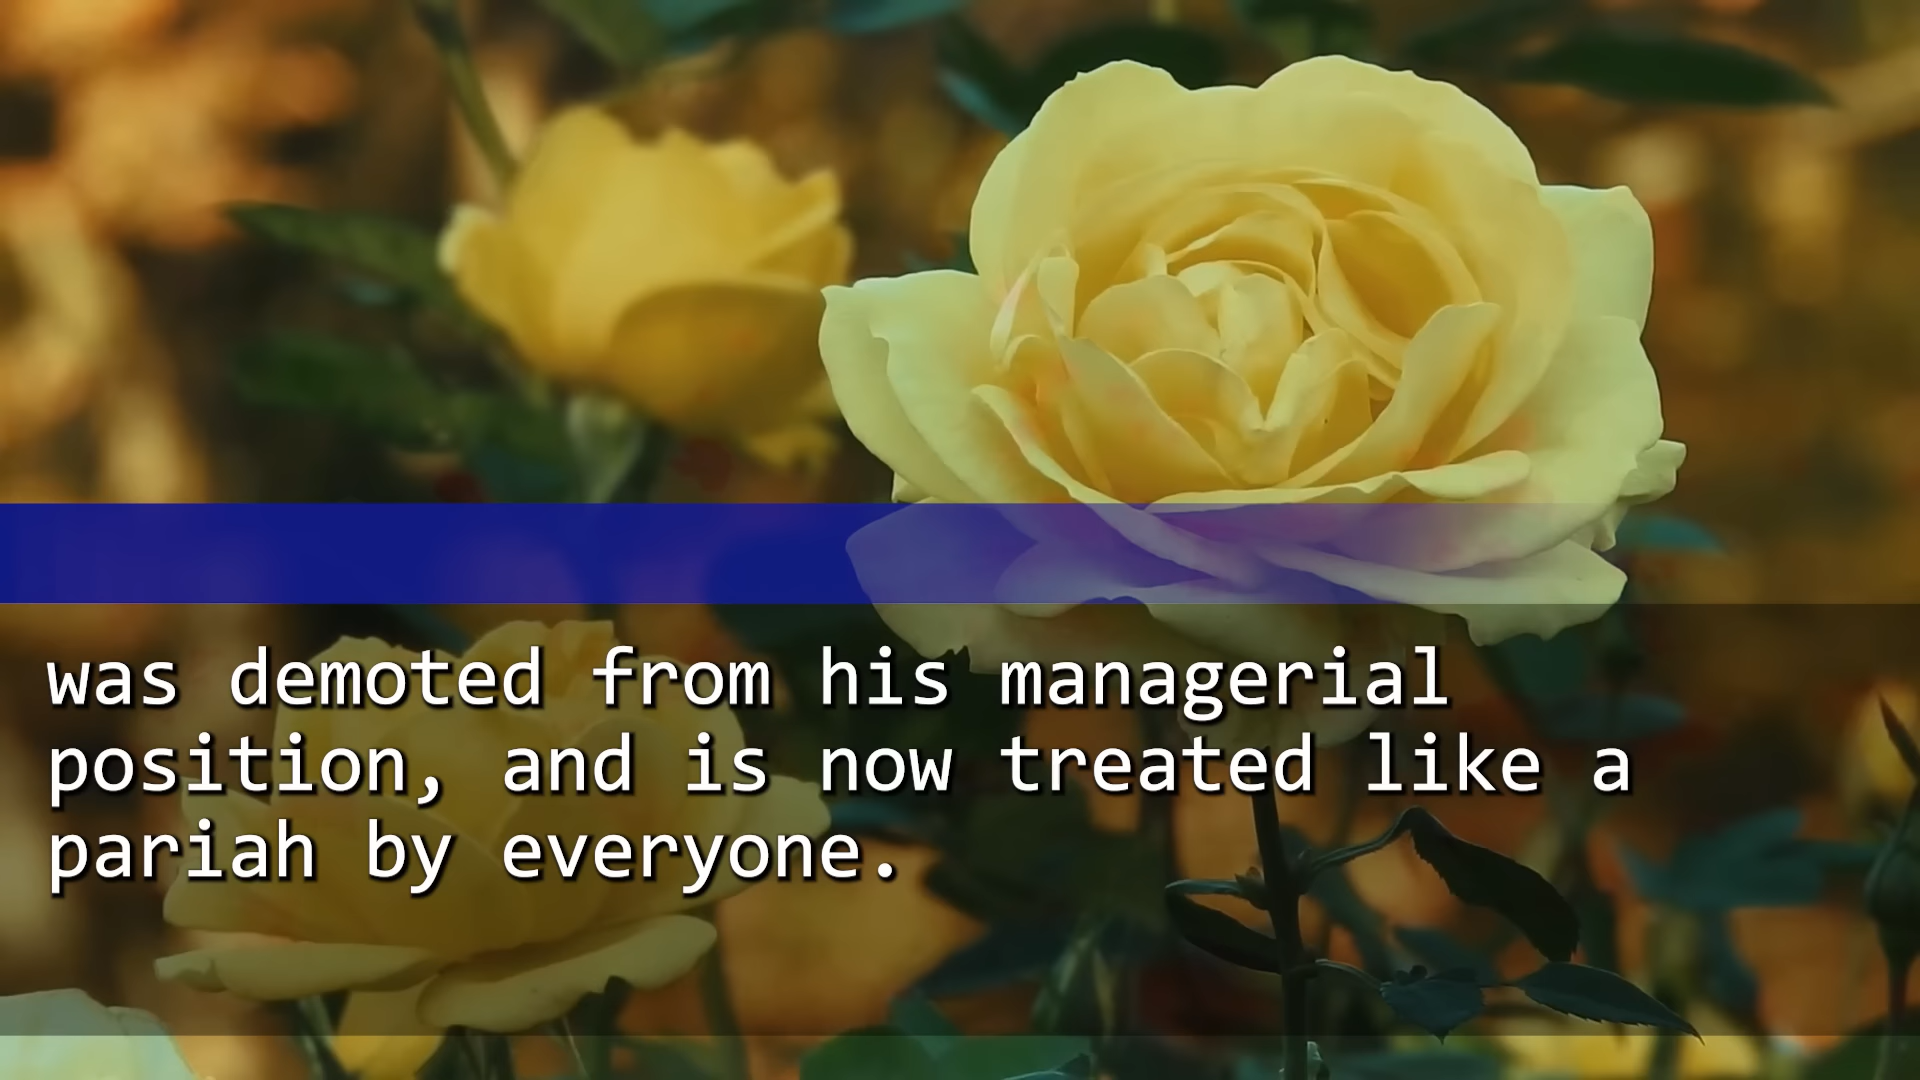 was demoted from his managerial
position, and is now treated like a
pariah by everyone.